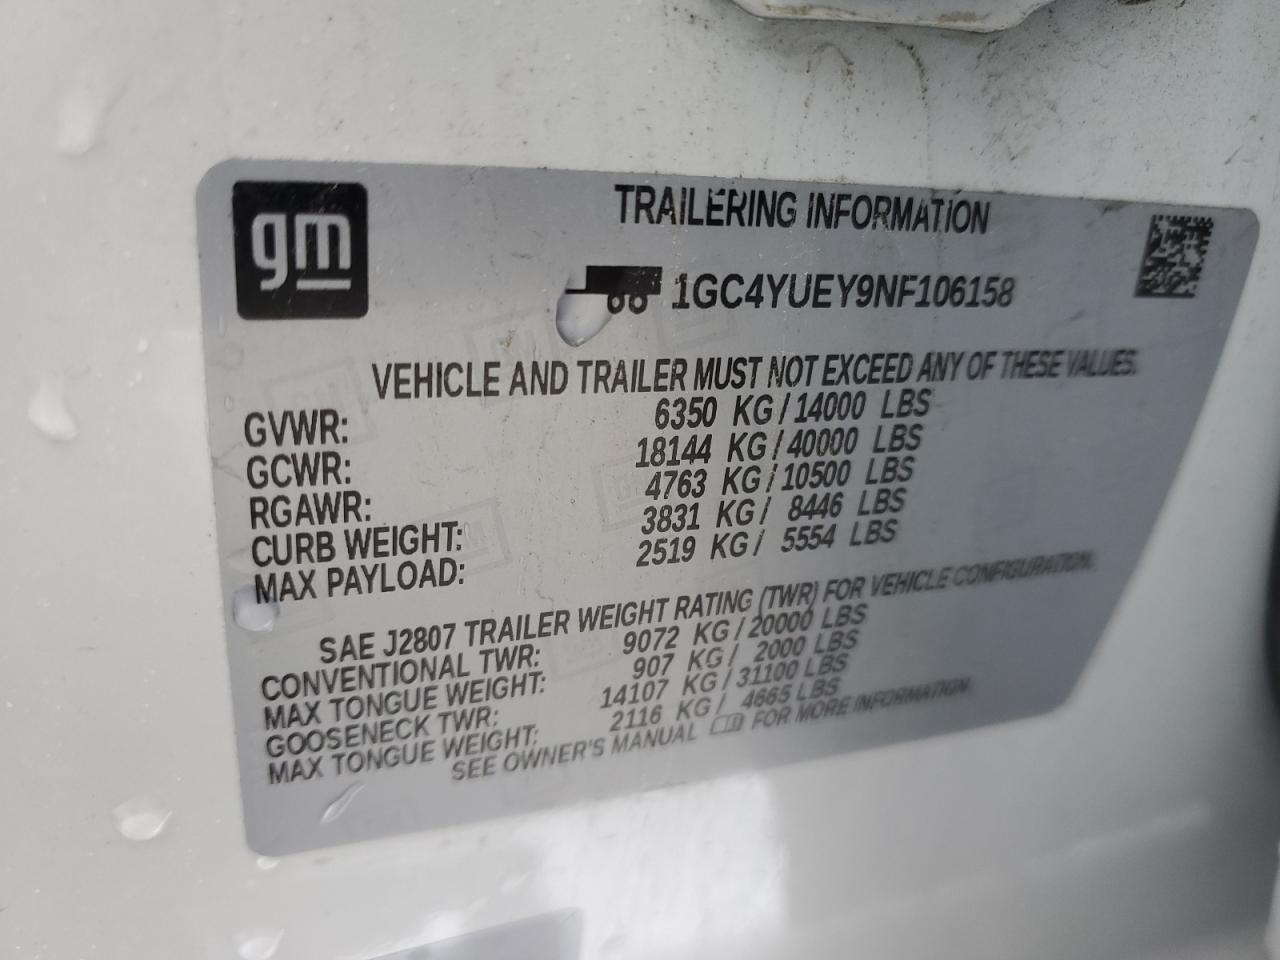 gm
TRAILERING INFORMATION
1GC4YUEY9NF106158
VEHICLE AND TRAILER MUST NOT EXCEED ANY OF THESE VALUES.
GVWR: 6350 KG / 14000 LBS
GCWR: 18144 KG / 40000 LBS
RGAWR: 4763 KG / 10500 LBS
CURB WEIGHT: 3831 KG / 8446 LBS
MAX PAYLOAD: 2519 KG / 5554 LBS
SAE J2807 TRAILER WEIGHT RATING (TWR) FOR VEHICLE CONFIGURATION.
CONVENTIONAL TWR: 9072 KG / 20000 LBS
MAX TONGUE WEIGHT: 907 KG / 2000 LBS
GOOSENECK TWR: 14107 KG / 31100 LBS
MAX TONGUE WEIGHT: 2116 KG / 4665 LBS
SEE OWNER'S MANUAL FOR MORE INFORMATION.